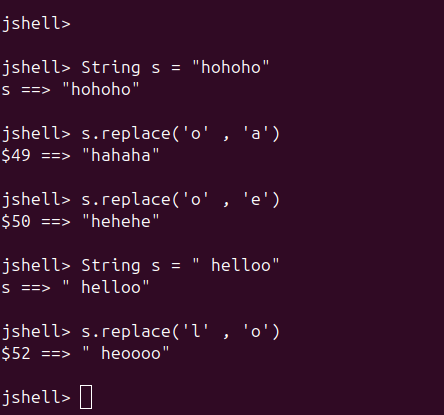 jshell>
jshell> String s = "hohoho"
s ==> "hohoho"
jshell> s.replace('o' , 'a')
$49 ==> "hahaha"
jshell> s.replace('o' , 'e')
$50 ==> "hehehe"
jshell> String s = " helloo"
s ==> " helloo"
jshell> s.replace('l' , 'o')
$52 ==> " heoooo"
jshell>